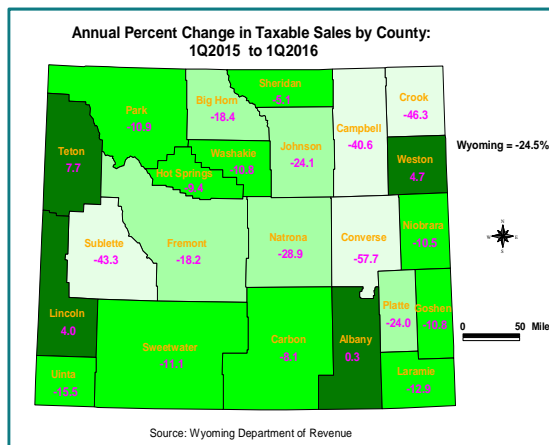 Annual Percent Change in Taxable Sales by County:
1Q2015 to 1Q2016
Sheridan
-5.1
Park
-10.9
Big Horn
-18.4
Crook
-46.3
Campbell
-40.6
Johnson
-24.1
Teton
7.7
Washakie
-10.8
Weston
4.7
Wyoming = -24.5%
Hot Springs
-9.4
Niobrara
-10.5
Sublette
-43.3
Fremont
-18.2
Natrona
-28.9
Converse
-57.7
N
W
E
S
Lincoln
4.0
Platte
-24.0
Goshen
-10.8
Sweetwater
-11.1
Carbon
-8.1
Albany
0.3
0 50 Mile
Uinta
-15.5
Laramie
-12.9
Source: Wyoming Department of Revenue